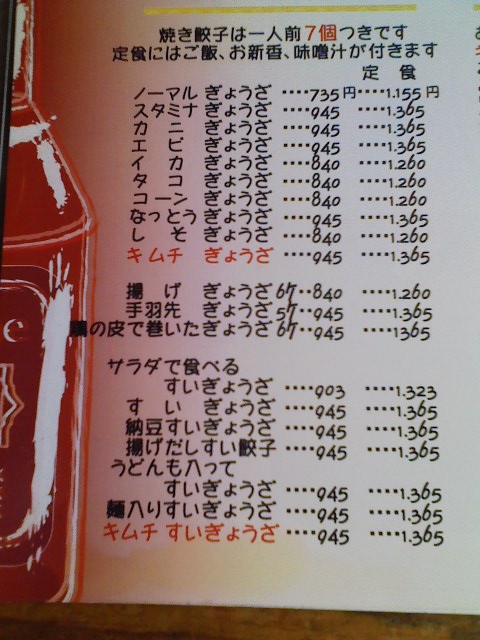 焼き餃子は一人前7個つきです
定食にはご飯、お新香、味噌汁が付きます
定 食
ノーマル ぎょうざ ····735円····1.155円
スタミナ ぎょうざ ····945 ····1.365
カ ニ ぎょうざ ····945 ····1.365
エ ビ ぎょうざ ····945 ····1.365
イ カ ぎょうざ ····840 ····1.260
タ コ ぎょうざ ····840 ····1.260
コーン ぎょうざ ····840 ····1.260
なっとう ぎょうざ ····945 ····1.365
し そ ぎょうざ ····840 ····1.260
キムチ ぎょうざ ····945 ····1.365
揚 げ ぎょうざ 6ケ··840 ····1.260
手羽先 ぎょうざ 5ケ··945 ····1.365
の皮で巻いたぎょうざ 6ケ··945 ····1365
サラダで食べる
すいぎょうざ ····903 ····1.323
す い ぎょうざ ····945 ····1.365
納豆すいぎょうざ ····945 ····1.365
揚げだしすい餃子 ····945 ····1.365
うどんも入って
すいぎょうざ ····945 ····1.365
麺入りすいぎょうざ ····945 ····1.365
キムチ すいぎょうざ ····945 ····1.365